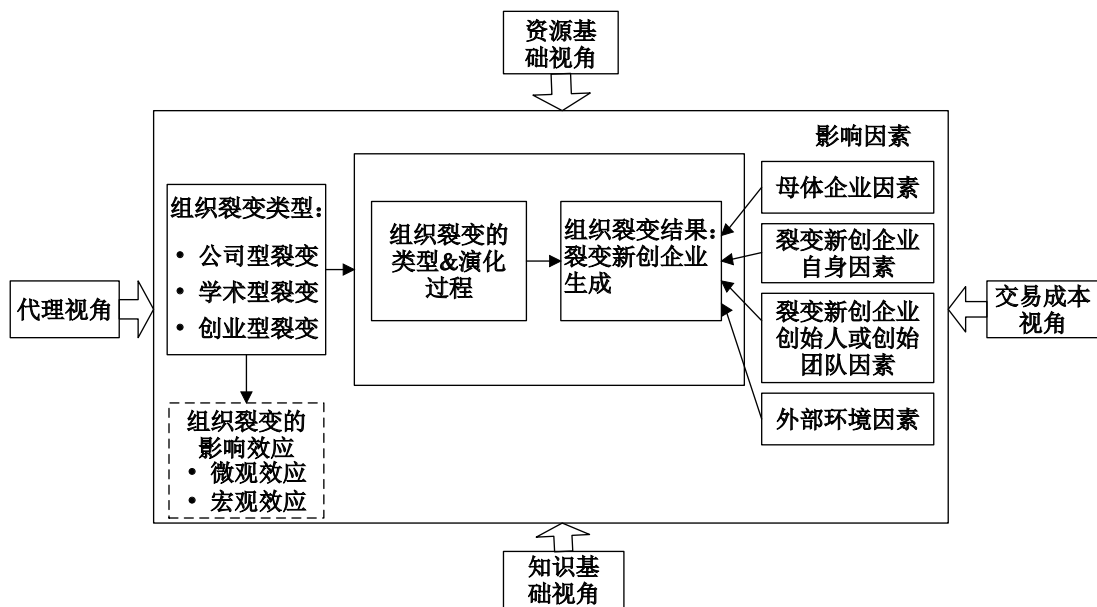 资源基
础视角
影响因素
组织裂变类型：
• 公司型裂变
• 学术型裂变
• 创业型裂变
组织裂变的
类型&演化
过程
组织裂变结果：
裂变新创企业
生成
母体企业因素
裂变新创企业
自身因素
裂变新创企业
创始人或创始
团队因素
外部环境因素
代理视角
交易成本
视角
组织裂变的
影响效应
• 微观效应
• 宏观效应
知识基
础视角